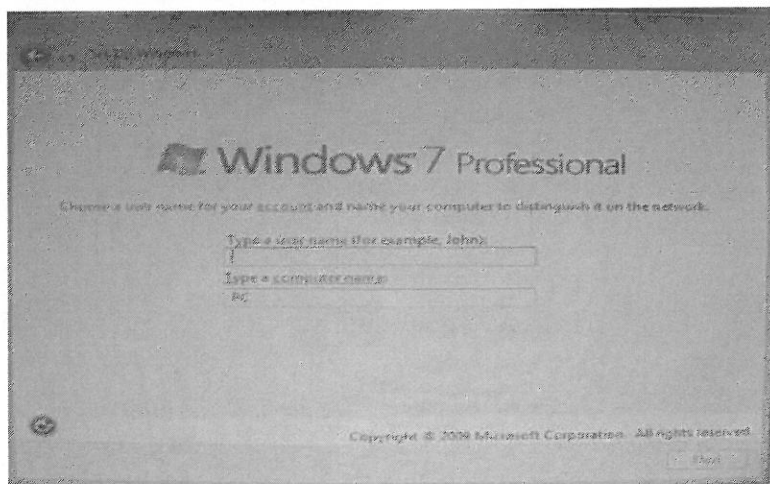 Set Up Windows
Windows 7 Professional
Choose a user name for your account and name your computer to distinguish it on the network.
Type a user name (for example, John):
Type a computer name:
PC
Copyright © 2009 Microsoft Corporation. All rights reserved.
Next